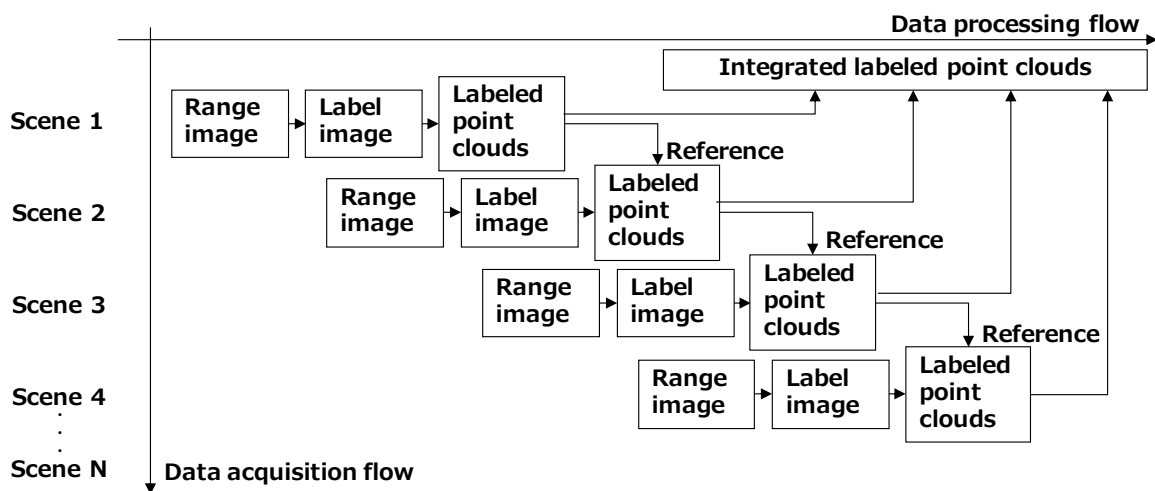 Data processing flow
Integrated labeled point clouds
Scene 1
Range
image
Label
image
Labeled
point
clouds
Reference
Scene 2
Range
image
Label
image
Labeled
point
clouds
Reference
Scene 3
Range
image
Label
image
Labeled
point
clouds
Reference
Scene 4
Range
image
Label
image
Labeled
point
clouds
.
.
.
Scene N
Data acquisition flow